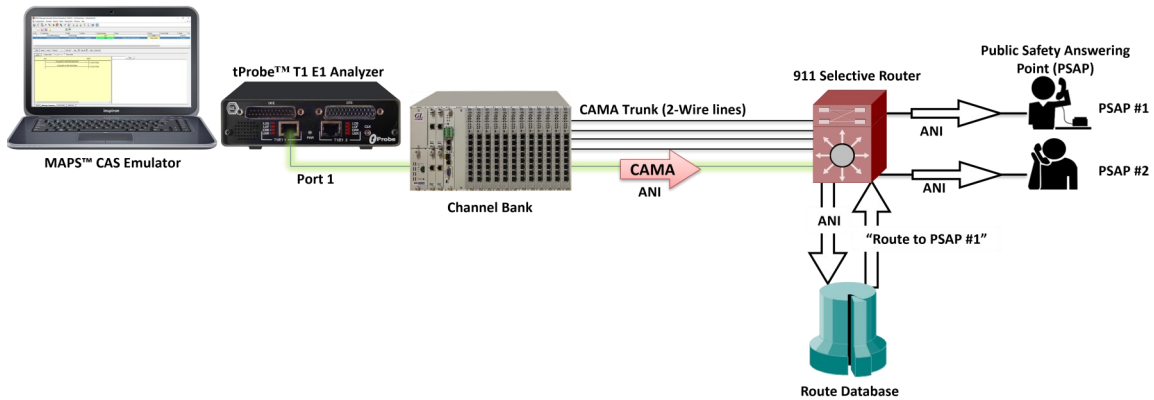 tProbe™ T1 E1 Analyzer
MAPS™ CAS Emulator
Port 1
GL
Probe
Channel Bank
CAMA Trunk (2-Wire lines)
CAMA
ANI
911 Selective Router
Public Safety Answering
Point (PSAP)
ANI
PSAP #1
ANI
PSAP #2
ANI
“Route to PSAP #1”
Route Database